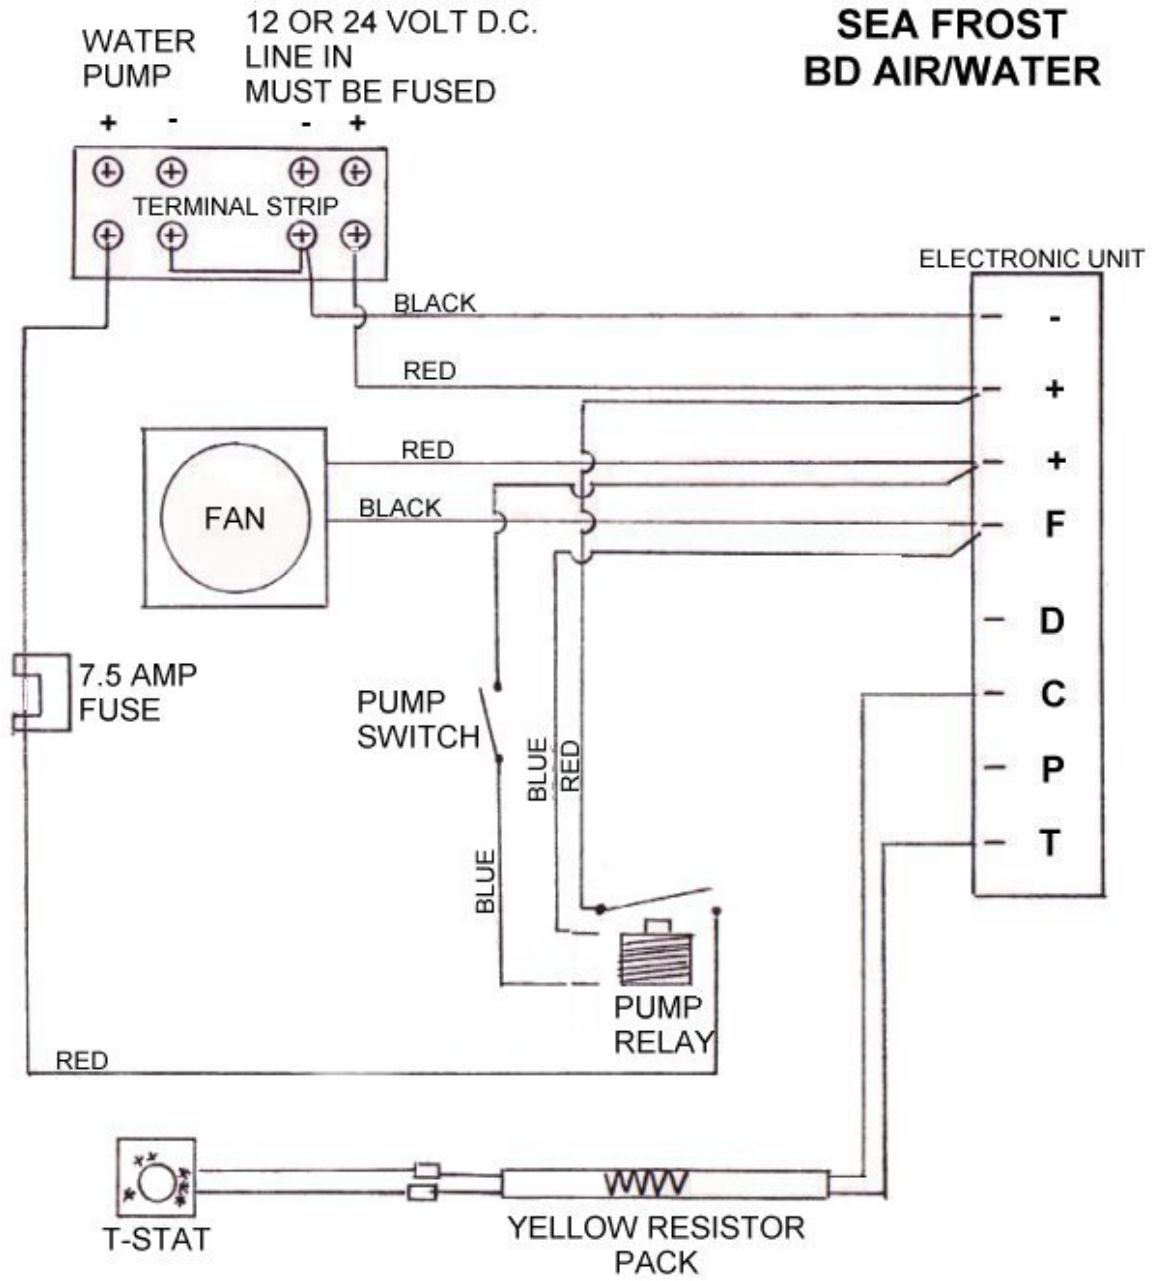 SEA FROST
BD AIR/WATER
12 OR 24 VOLT D.C.
LINE IN
MUST BE FUSED
WATER
PUMP
+ - - +
TERMINAL STRIP
ELECTRONIC UNIT
BLACK
-
RED
+
RED
+
BLACK
F
FAN
D
7.5 AMP
FUSE
PUMP
SWITCH
C
BLUE
RED
P
T
BLUE
PUMP
RELAY
RED
T-STAT
YELLOW RESISTOR
PACK